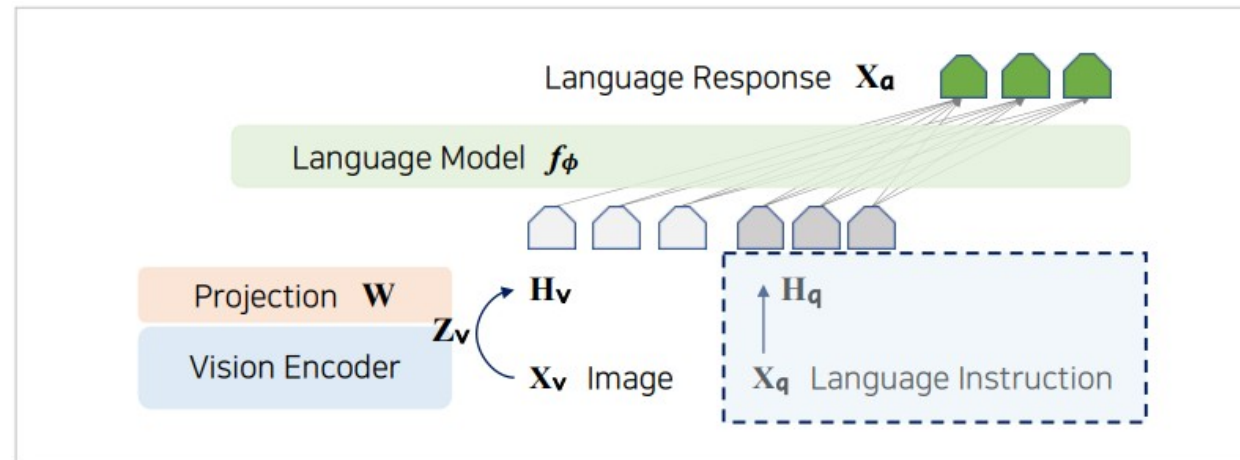 Language Response Xa
Language Model fϕ
Projection W
Hv
Hq
Zv
Vision Encoder
Xv Image
Xq Language Instruction